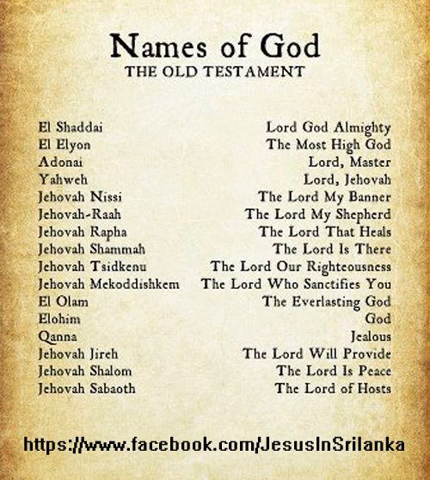 Names of God
THE OLD TESTAMENT
El Shaddai Lord God Almighty
El Elyon The Most High God
Adonai Lord, Master
Yahweh Lord, Jehovah
Jehovah Nissi The Lord My Banner
Jehovah-Raah The Lord My Shepherd
Jehovah Rapha The Lord That Heals
Jehovah Shammah The Lord Is There
Jehovah Tsidkenu The Lord Our Righteousness
Jehovah Mekoddishkem The Lord Who Sanctifies You
El Olam The Everlasting God
Elohim God
Qanna Jealous
Jehovah Jireh The Lord Will Provide
Jehovah Shalom The Lord Is Peace
Jehovah Sabaoth The Lord of Hosts
https://www.facebook.com/JesusInSrilanka